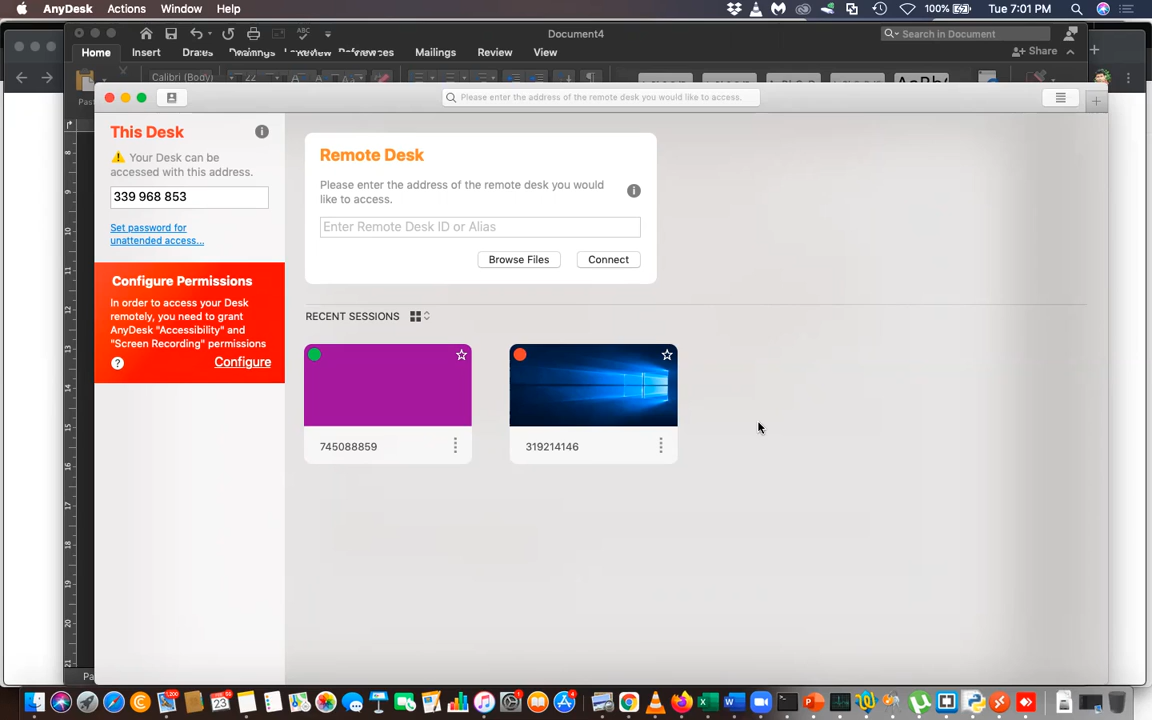 AnyDesk Actions Window Help
100% Tue 7:01 PM
Document4
Search in Document
Home Insert Mailings Review View
Share
Calibri (Body)
Please enter the address of the remote desk you would like to access.
This Desk
Your Desk can be
accessed with this address.
339 968 853
Set password for
unattended access...
Configure Permissions
In order to access your Desk
remotely, you need to grant
AnyDesk "Accessibility" and
"Screen Recording" permissions
Configure
Remote Desk
Please enter the address of the remote desk you would
like to access.
Enter Remote Desk ID or Alias
Browse Files Connect
RECENT SESSIONS
745088859
319214146